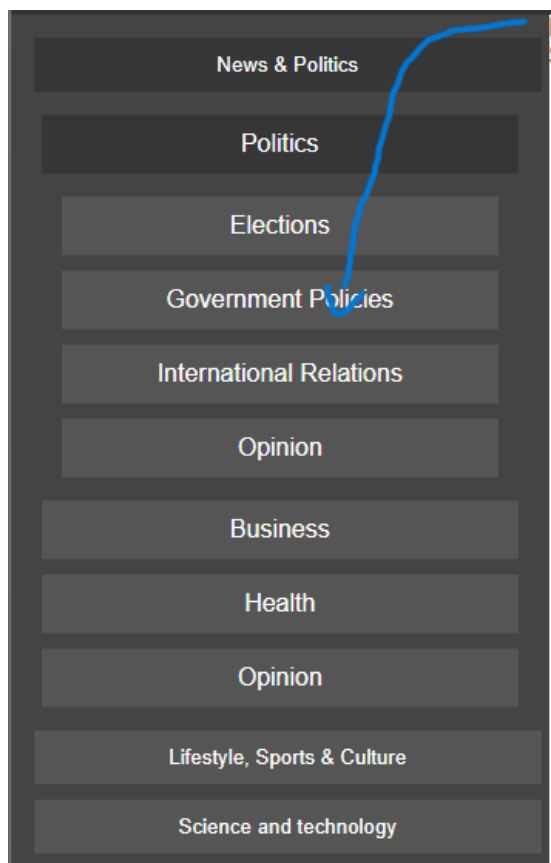 News & Politics
Politics
Elections
Government Policies
International Relations
Opinion
Business
Health
Opinion
Lifestyle, Sports & Culture
Science and technology